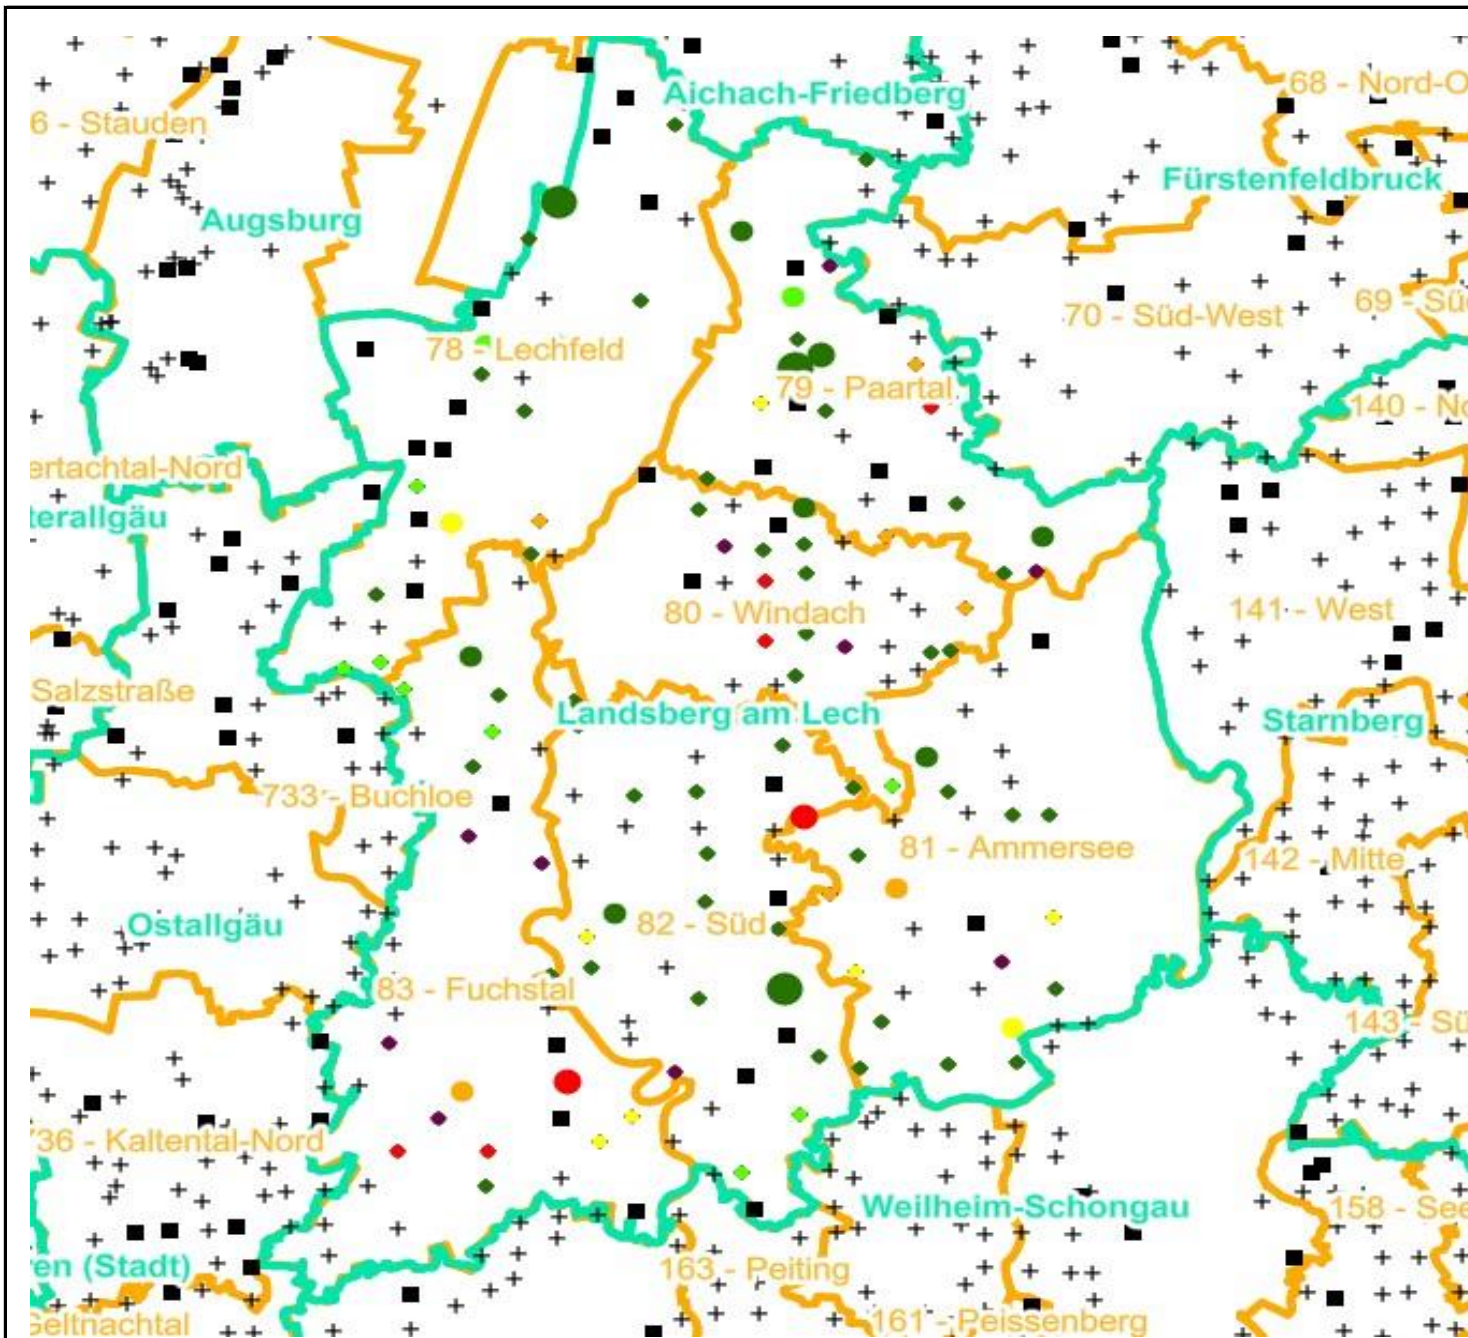 Aichach-Friedberg
68 - Nord-O
6 - Stauden
Fürstenfeldbruck
Augsburg
69 - Sü
70 - Süd-West
78 - Lechfeld
79 - Paartal
140 - No
ertachtal-Nord
terallgäu
80 - Windach
141 - West
Salzstraße
Landsberg am Lech
Starnberg
733 - Buchloe
81 - Ammersee
142 - Mitte
Ostallgäu
82 - Süd
83 - Fuchstal
143 - Sü
736 - Kaltental-Nord
Weilheim-Schongau
158 - See
en (Stadt)
163 - Peiting
Geltnachtal
161 - Peissenberg